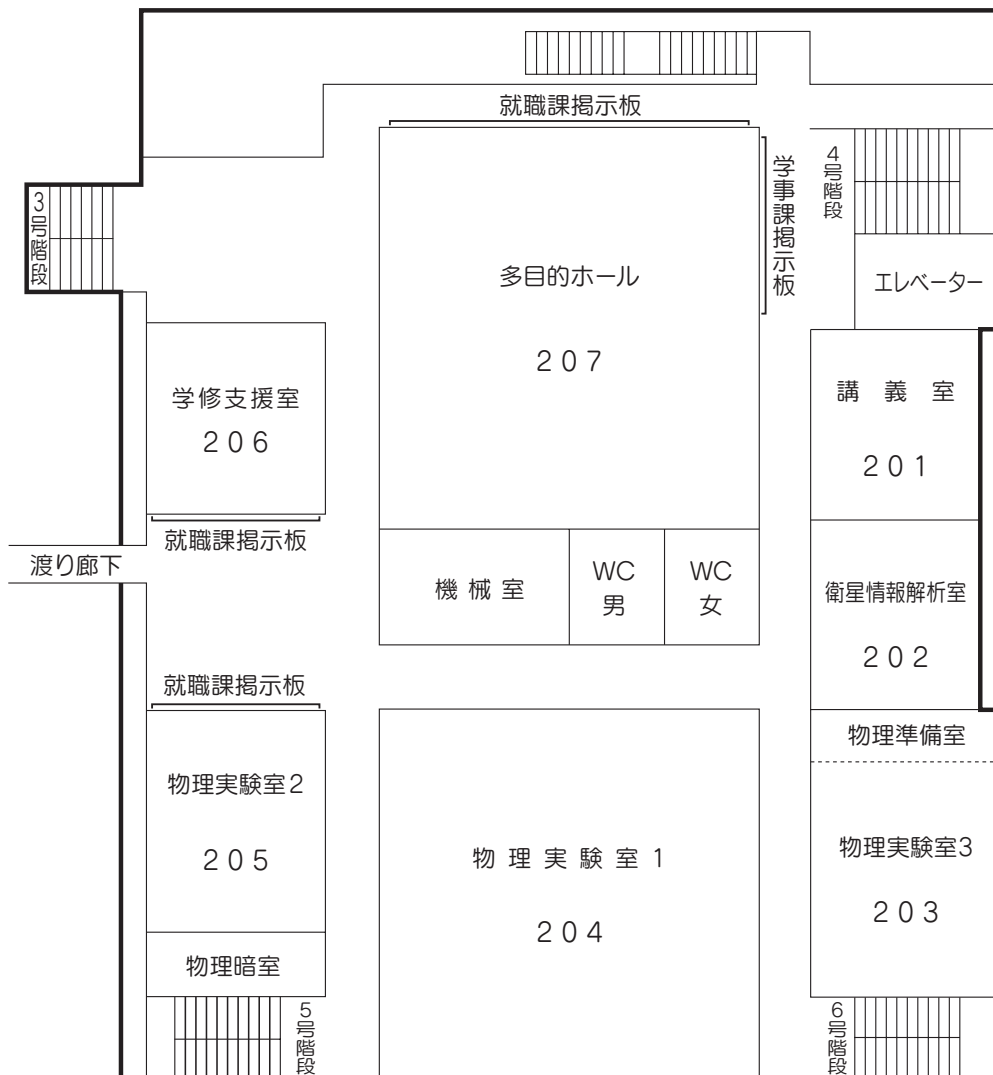 就職課掲示板
3号階段
学事課掲示板
4号階段
多目的ホール
207
エレベーター
学修支援室
206
講義室
201
就職課掲示板
渡り廊下
機械室
WC
男
WC
女
衛星情報解析室
202
就職課掲示板
物理準備室
物理実験室2
205
物理実験室1
204
物理実験室3
203
物理暗室
5号階段
6号階段